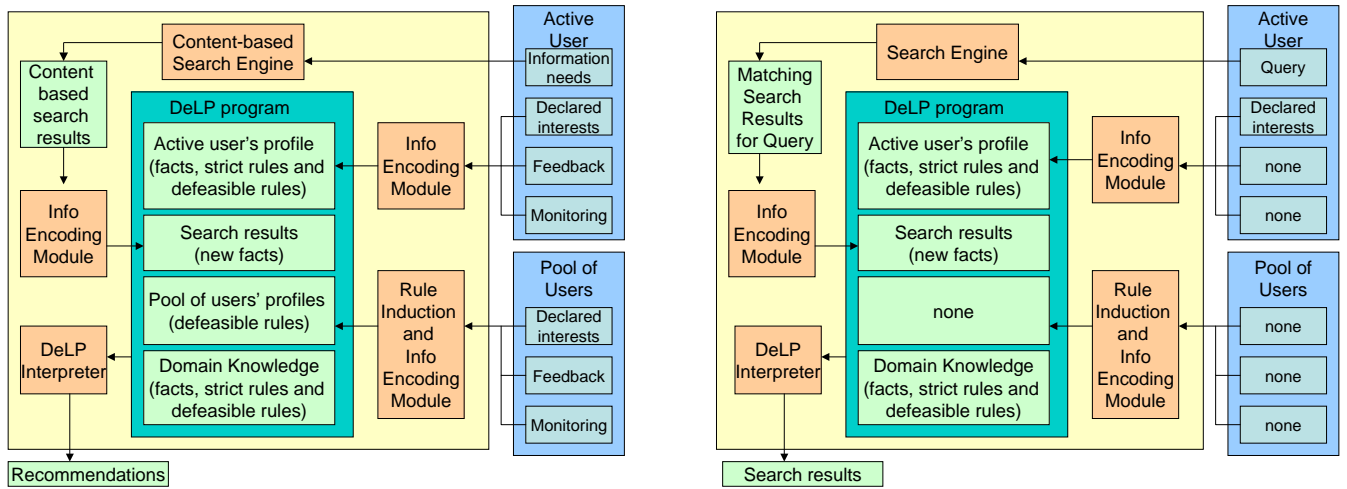 Active
User
Content-based
Search Engine
Information
needs
Content
based
search
results
DeLP program
Declared
interests
Active user's profile
(facts, strict rules and
defeasible rules)
Info
Encoding
Module
Feedback
Monitoring
Info
Encoding
Module
Search results
(new facts)
Pool of
Users
Pool of users' profiles
(defeasible rules)
Rule
Induction
and
Info
Encoding
Module
Declared
interests
DeLP
Interpreter
Domain Knowledge
(facts, strict rules and
defeasible rules)
Feedback
Monitoring
Recommendations
Active
User
Search Engine
Query
Matching
Search
Results
for Query
DeLP program
Declared
interests
Active user's profile
(facts, strict rules and
defeasible rules)
Info
Encoding
Module
none
none
Info
Encoding
Module
Search results
(new facts)
Pool of
Users
none
Rule
Induction
and
Info
Encoding
Module
none
DeLP
Interpreter
Domain Knowledge
(facts, strict rules and
defeasible rules)
none
none
Search results